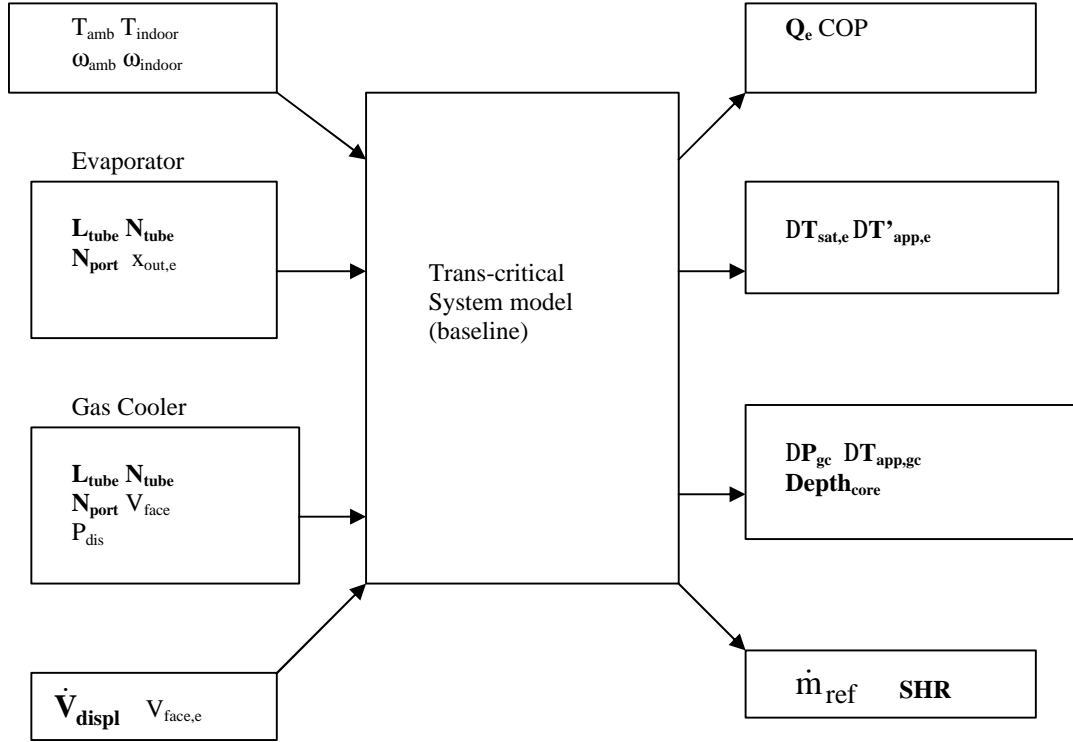 T_amb T_indoor
ω_amb ω_indoor
Evaporator
L_tube N_tube
N_port x_out,e
Gas Cooler
L_tube N_tube
N_port V_face
P_dis
V̇_displ V_face,e
Trans-critical
System model
(baseline)
Q_e COP
DT_sat,e DT’_app,e
DP_gc DT_app,gc
Depth_core
ṁ_ref SHR